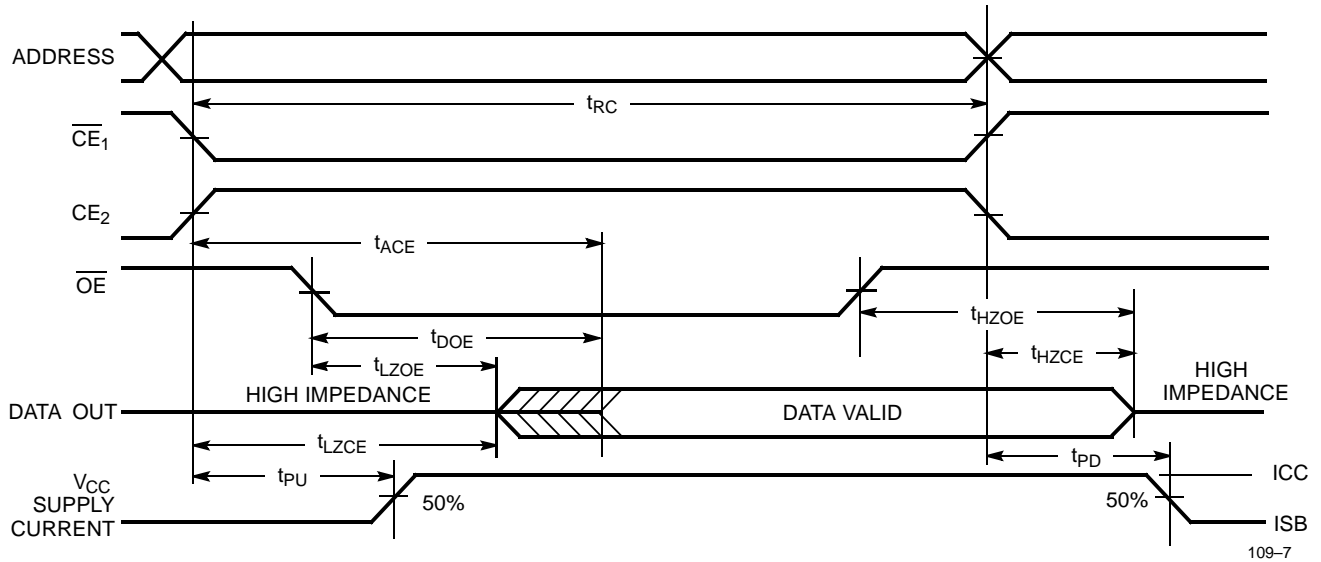 ADDRESS
tRC
CE1
CE2
tACE
OE
tHZOE
tDOE
tHZCE
tLZOE
HIGH
IMPEDANCE
HIGH IMPEDANCE
DATA OUT
DATA VALID
tLZCE
tPD
tPU
VCC
SUPPLY
CURRENT
50%
50%
ICC
ISB
109–7